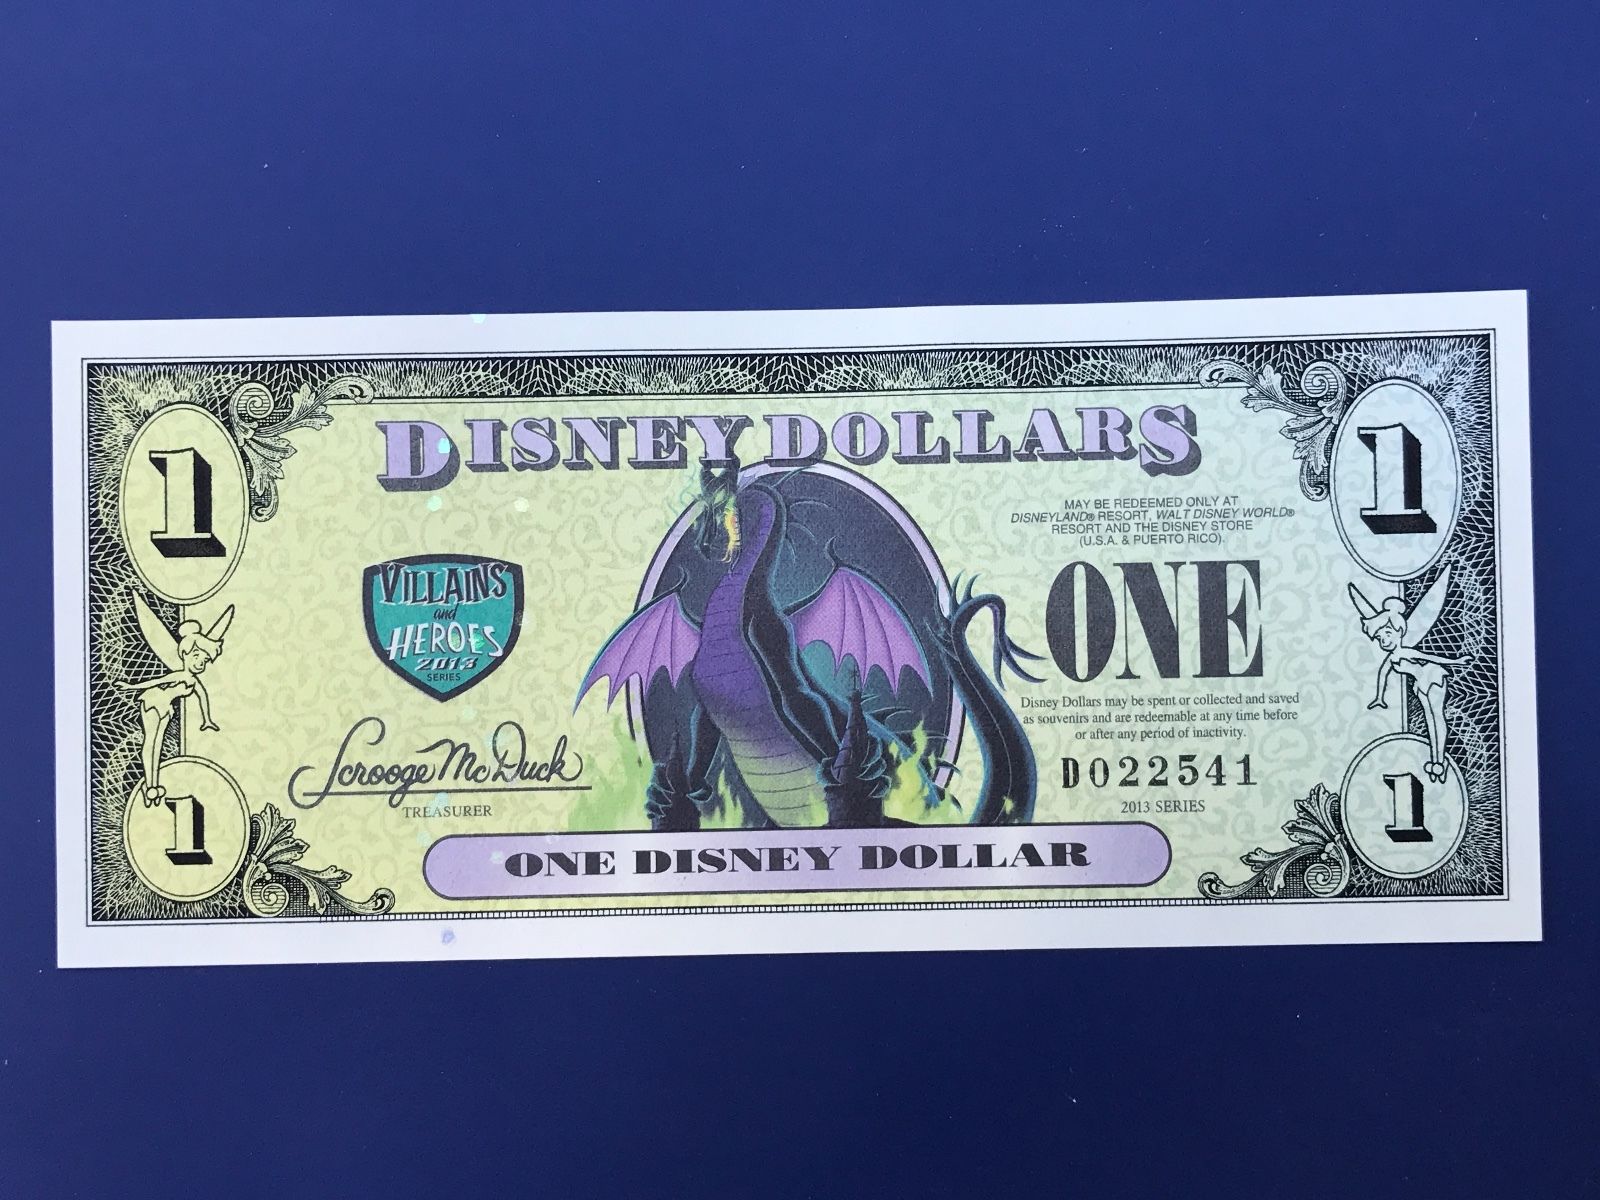 1
1
DISNEY DOLLARS
MAY BE REDEEMED ONLY AT
DISNEYLAND® RESORT, WALT DISNEY WORLD®
RESORT AND THE DISNEY STORE
(U.S.A. & PUERTO RICO).
VILLAINS
and
HEROES
2013
SERIES
ONE
Disney Dollars may be spent or collected and saved
as souvenirs and are redeemable at any time before
or after any period of inactivity.
Scrooge McDuck
TREASURER
D022541
2013 SERIES
1
1
ONE DISNEY DOLLAR